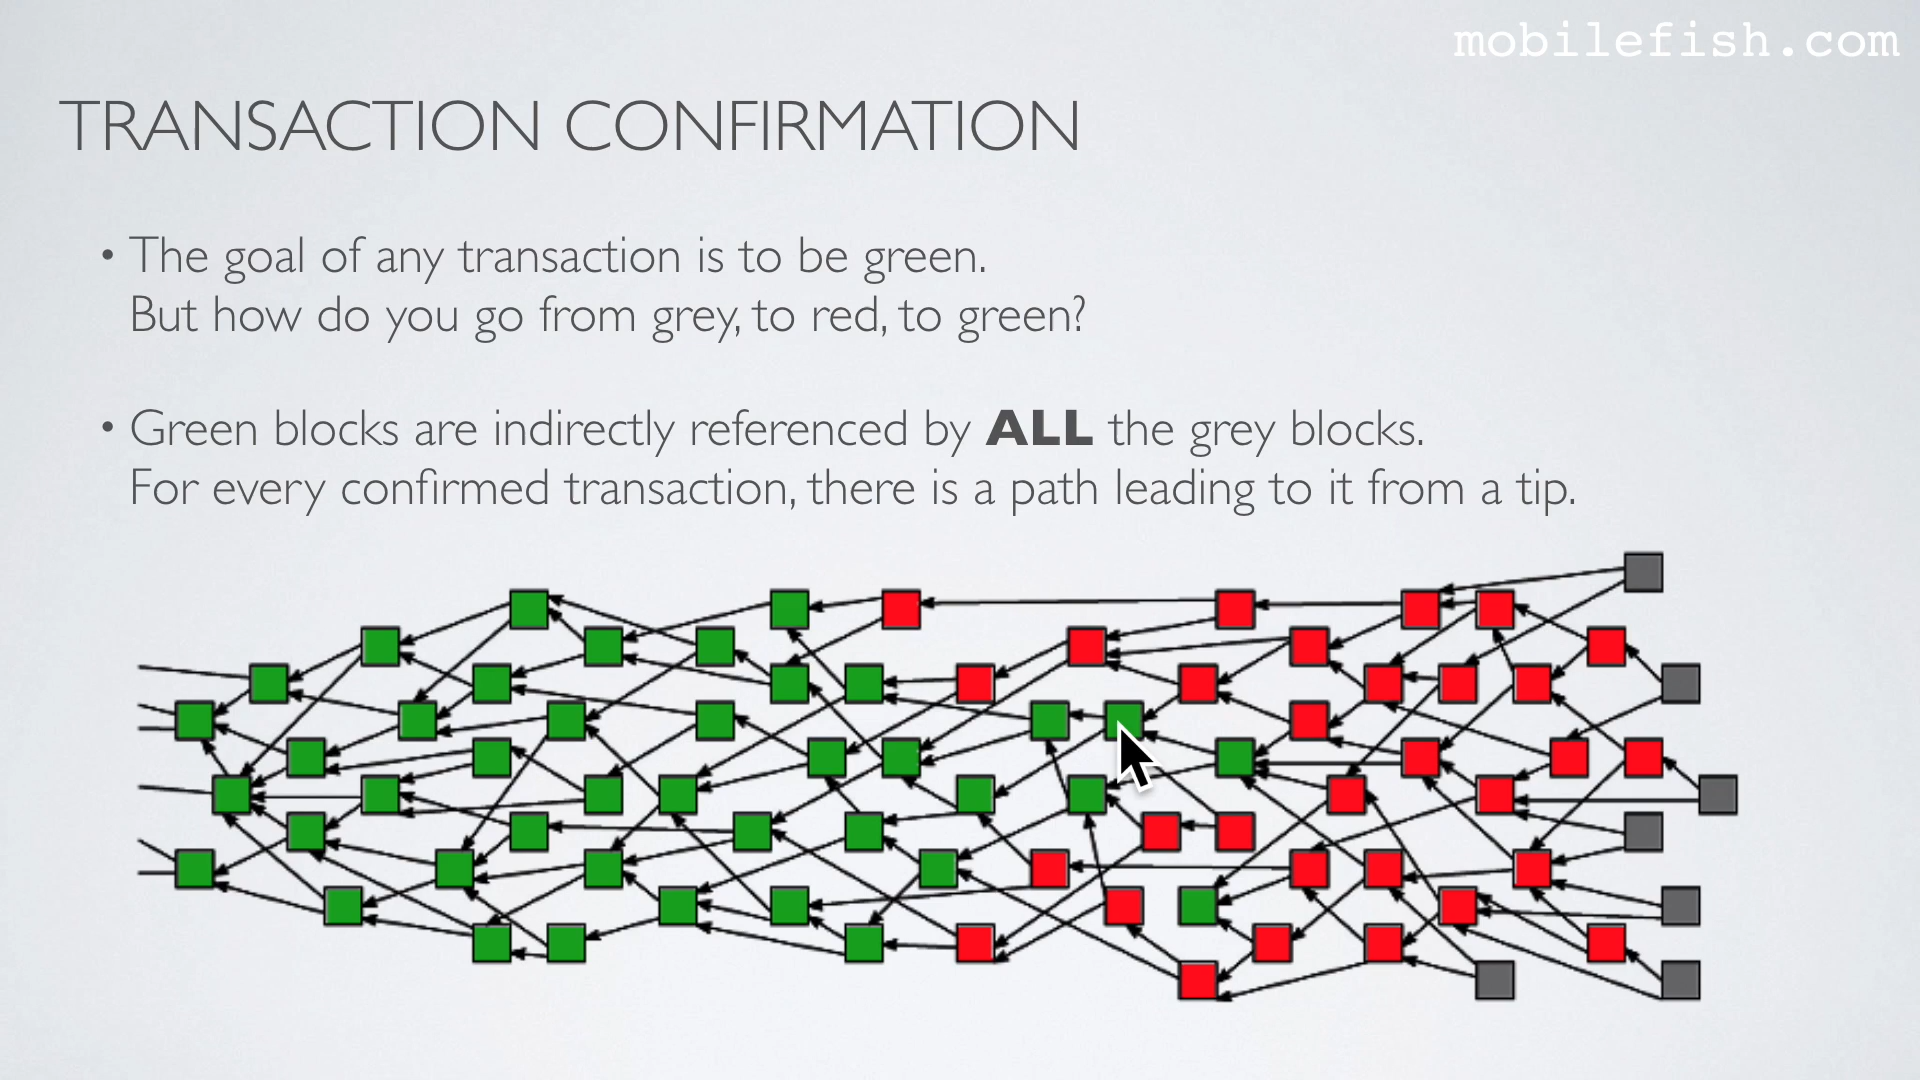 mobilefish.com
TRANSACTION CONFIRMATION
• The goal of any transaction is to be green.
But how do you go from grey, to red, to green?
• Green blocks are indirectly referenced by ALL the grey blocks.
For every confirmed transaction, there is a path leading to it from a tip.